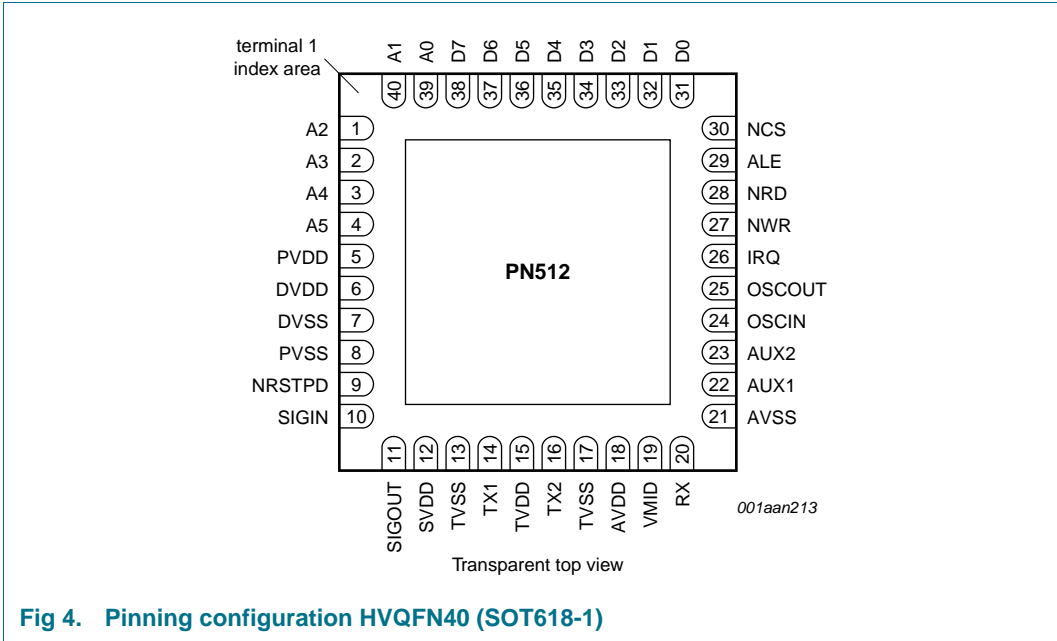 terminal 1
index area
A1 A0 D7 D6 D5 D4 D3 D2 D1 D0
40 39 38 37 36 35 34 33 32 31
A2 1
A3 2
A4 3
A5 4
PVDD 5
DVDD 6
DVSS 7
PVSS 8
NRSTPD 9
SIGIN 10
PN512
30 NCS
29 ALE
28 NRD
27 NWR
26 IRQ
25 OSCOUT
24 OSCIN
23 AUX2
22 AUX1
21 AVSS
11 12 13 14 15 16 17 18 19 20
SIGOUT SVDD TVSS TX1 TVDD TX2 TVSS AVDD VMID RX
001aan213
Transparent top view
Fig 4. Pinning configuration HVQFN40 (SOT618-1)